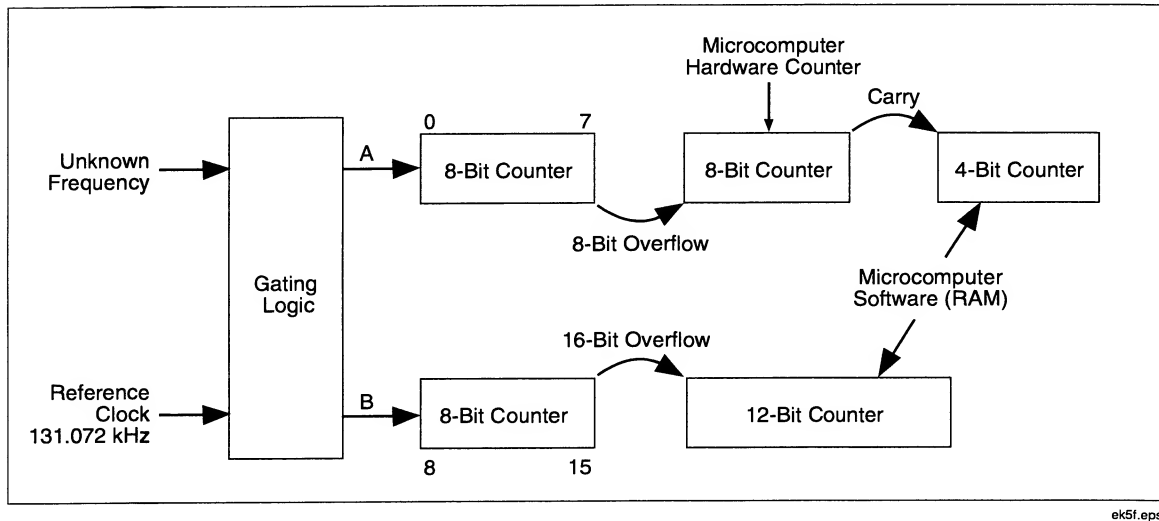 Microcomputer
Hardware Counter
Carry
0 7
Unknown
Frequency
A
8-Bit Counter
8-Bit Counter
4-Bit Counter
8-Bit Overflow
Gating
Logic
Microcomputer
Software (RAM)
16-Bit Overflow
Reference
Clock
131.072 kHz
B
8-Bit Counter
12-Bit Counter
8 15
ek5f.eps